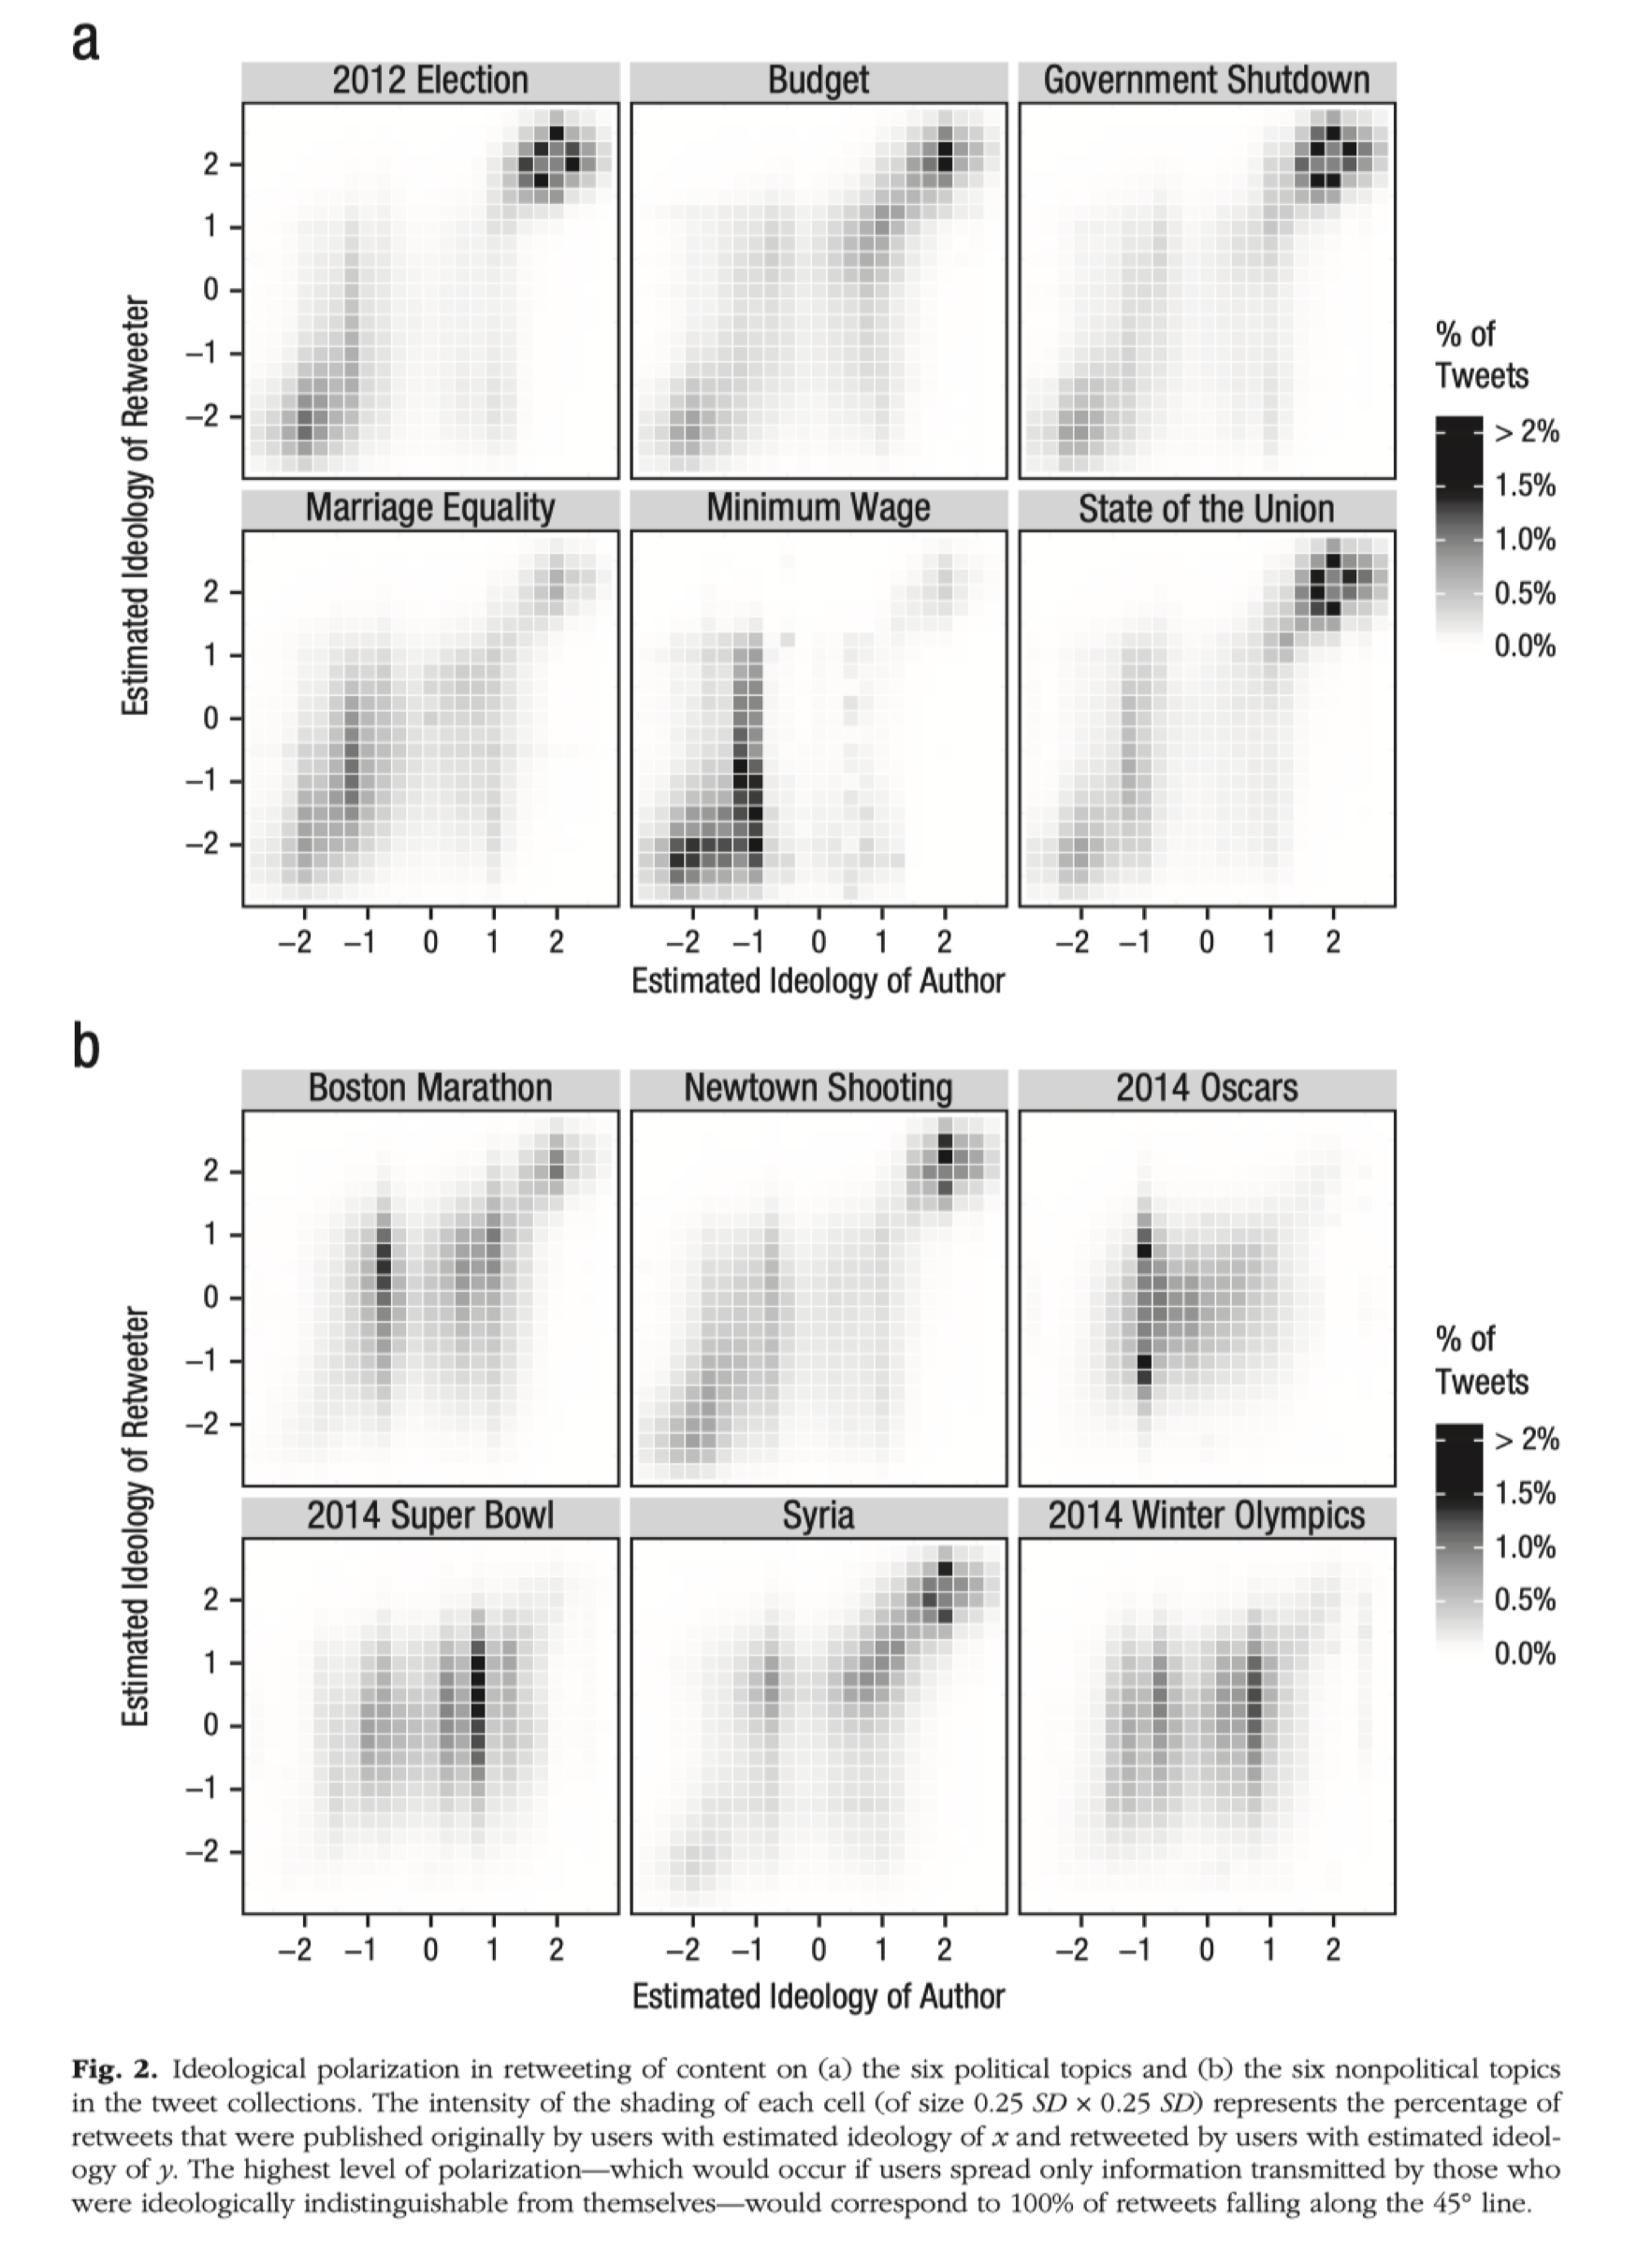 a
2012 Election
Budget
Government Shutdown
2
1
0
−1
−2
Estimated Ideology of Retweeter
Marriage Equality
Minimum Wage
State of the Union
2
1
0
−1
−2
−2 −1 0 1 2
−2 −1 0 1 2
−2 −1 0 1 2
Estimated Ideology of Author
% of
Tweets
> 2%
1.5%
1.0%
0.5%
0.0%
b
Boston Marathon
Newtown Shooting
2014 Oscars
2
1
0
−1
−2
Estimated Ideology of Retweeter
2014 Super Bowl
Syria
2014 Winter Olympics
2
1
0
−1
−2
−2 −1 0 1 2
−2 −1 0 1 2
−2 −1 0 1 2
Estimated Ideology of Author
% of
Tweets
> 2%
1.5%
1.0%
0.5%
0.0%
Fig. 2. Ideological polarization in retweeting of content on (a) the six political topics and (b) the six nonpolitical topics
in the tweet collections. The intensity of the shading of each cell (of size 0.25 SD × 0.25 SD) represents the percentage of
retweets that were published originally by users with estimated ideology of x and retweeted by users with estimated ideol-
ogy of y. The highest level of polarization—which would occur if users spread only information transmitted by those who
were ideologically indistinguishable from themselves—would correspond to 100% of retweets falling along the 45° line.